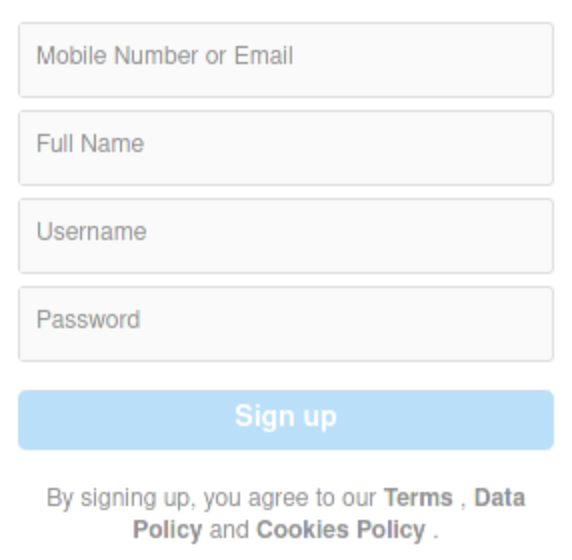 Mobile Number or Email
Full Name
Username
Password
Sign up
By signing up, you agree to our Terms , Data
Policy and Cookies Policy .